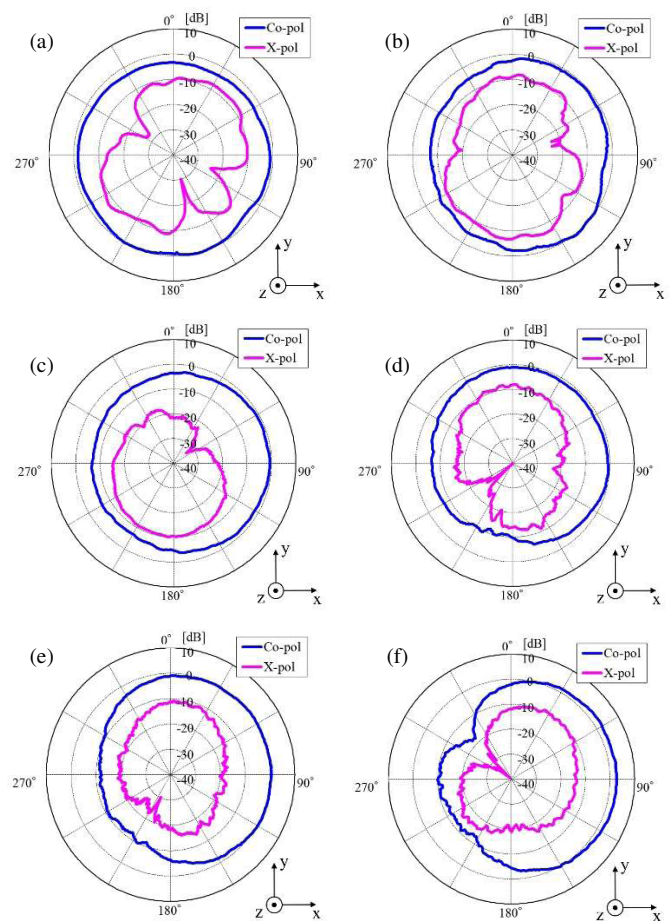 (a)
0° [dB]
10
0
-10
-20
-30
-40
Co-pol
X-pol
270°
90°
180°
y
z
x
(b)
0° [dB]
10
0
-10
-20
-30
-40
Co-pol
X-pol
270°
90°
180°
y
z
x
(c)
0° [dB]
10
0
-10
-20
-30
-40
Co-pol
X-pol
270°
90°
180°
y
z
x
(d)
0° [dB]
10
0
-10
-20
-30
-40
Co-pol
X-pol
270°
90°
180°
y
z
x
(e)
0° [dB]
10
0
-10
-20
-30
-40
Co-pol
X-pol
270°
90°
180°
y
z
x
(f)
0° [dB]
10
0
-10
-20
-30
-40
Co-pol
X-pol
270°
90°
180°
y
z
x